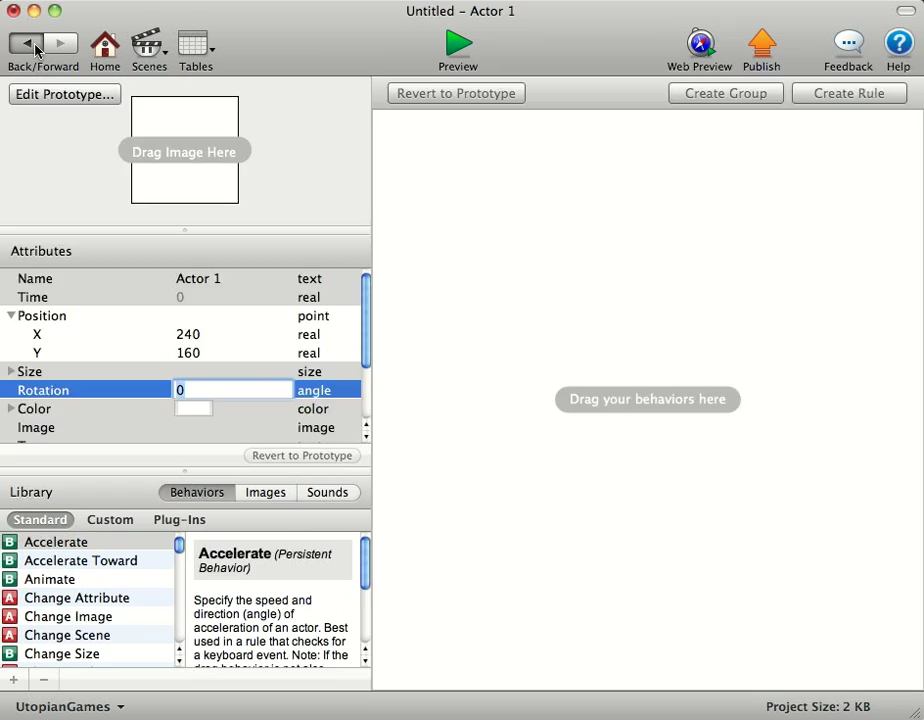 Untitled – Actor 1
Back/Forward
Home
Scenes
Tables
Preview
Web Preview
Publish
Feedback
Help
Edit Prototype...
Drag Image Here
Revert to Prototype
Create Group
Create Rule
Attributes
Name Actor 1 text
Time 0 real
Position point
X 240 real
Y 160 real
Size size
Rotation 0 angle
Color color
Image image
Revert to Prototype
Drag your behaviors here
Library Behaviors Images Sounds
Standard Custom Plug-Ins
B Accelerate
B Accelerate Toward
B Animate
A Change Attribute
A Change Image
A Change Scene
B Change Size
Accelerate (Persistent
Behavior)
Specify the speed and
direction (angle) of
acceleration of an actor. Best
used in a rule that checks for
a keyboard event. Note: If the
+ −
UtopianGames
Project Size: 2 KB